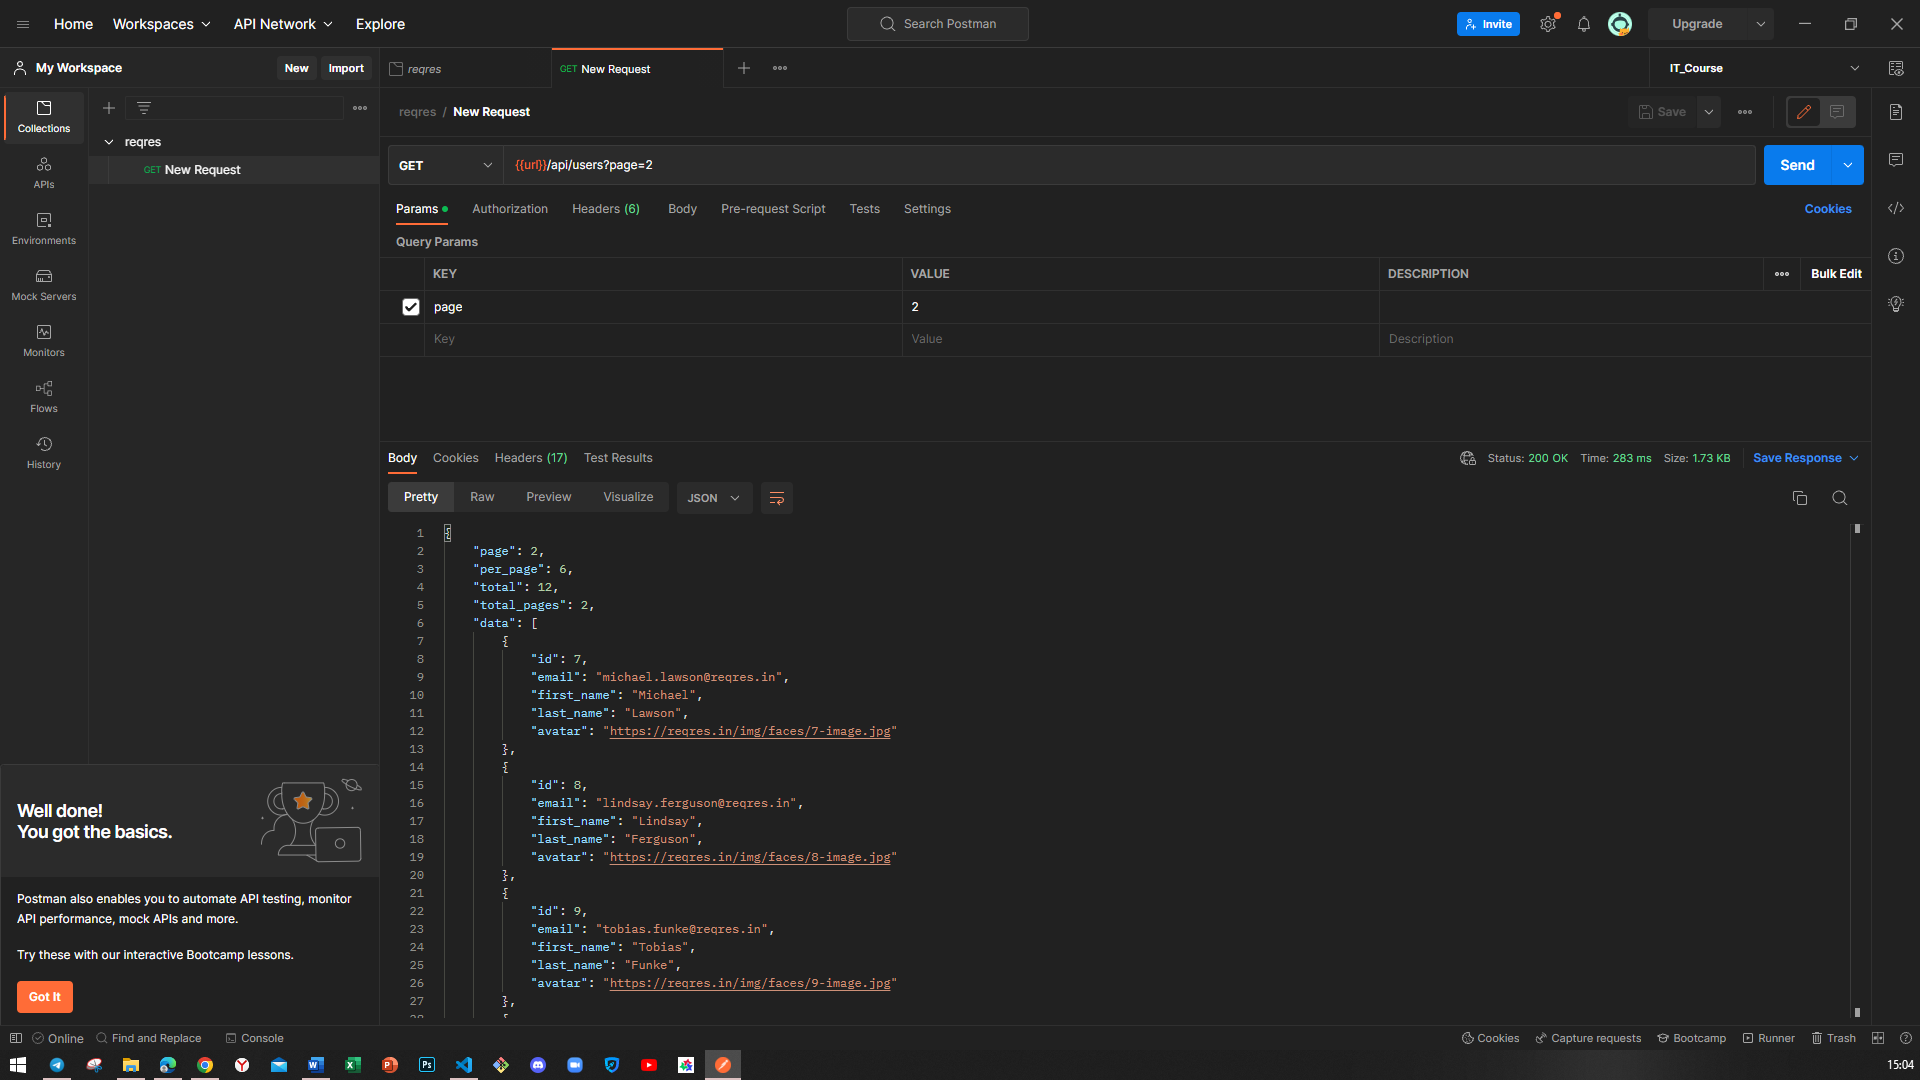 Home Workspaces API Network Explore Search Postman Invite Upgrade
My Workspace New Import reqres GET New Request IT_Course
reqres / New Request Save
Collections
APIs
Environments
Mock Servers
Monitors
Flows
History
reqres
GET New Request
GET {{url}}/api/users?page=2 Send
Params Authorization Headers (6) Body Pre-request Script Tests Settings Cookies
Query Params
KEY VALUE DESCRIPTION Bulk Edit
page 2
Key Value Description
Body Cookies Headers (17) Test Results Status: 200 OK Time: 283 ms Size: 1.73 KB Save Response
Pretty Raw Preview Visualize JSON
1 {
2 "page": 2,
3 "per_page": 6,
4 "total": 12,
5 "total_pages": 2,
6 "data": [
7 {
8 "id": 7,
9 "email": "michael.lawson@reqres.in",
10 "first_name": "Michael",
11 "last_name": "Lawson",
12 "avatar": "https://reqres.in/img/faces/7-image.jpg"
13 },
14 {
15 "id": 8,
16 "email": "lindsay.ferguson@reqres.in",
17 "first_name": "Lindsay",
18 "last_name": "Ferguson",
19 "avatar": "https://reqres.in/img/faces/8-image.jpg"
20 },
21 {
22 "id": 9,
23 "email": "tobias.funke@reqres.in",
24 "first_name": "Tobias",
25 "last_name": "Funke",
26 "avatar": "https://reqres.in/img/faces/9-image.jpg"
27 },
28 {
Well done!
You got the basics.
Postman also enables you to automate API testing, monitor
API performance, mock APIs and more.
Try these with our interactive Bootcamp lessons.
Got It
Online Find and Replace Console Cookies Capture requests Bootcamp Runner Trash
15:04